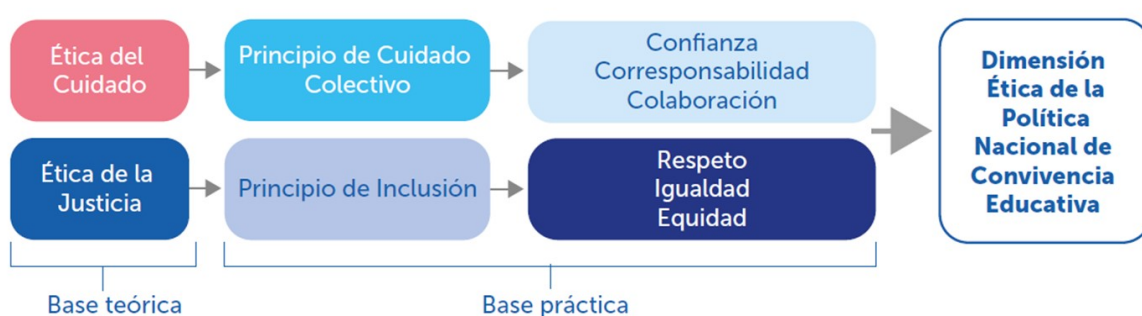 Ética del
Cuidado
Principio de Cuidado
Colectivo
Confianza
Corresponsabilidad
Colaboración
Ética de la
Justicia
Principio de Inclusión
Respeto
Igualdad
Equidad
Dimensión
Ética de la
Política
Nacional de
Convivencia
Educativa
Base teórica
Base práctica